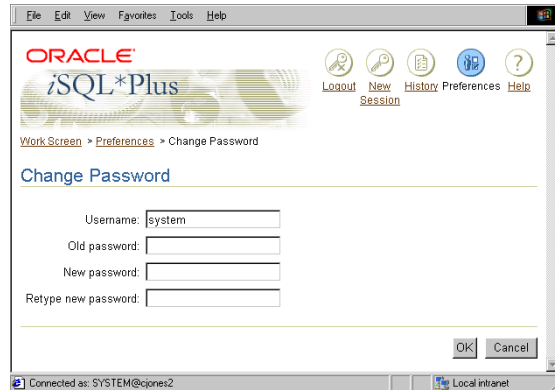 File Edit View Favorites Tools Help
ORACLE
iSQL*Plus
Logout New Session History Preferences Help
Work Screen > Preferences > Change Password
Change Password
Username: system
Old password:
New password:
Retype new password:
OK Cancel
Connected as: SYSTEM@cjones2 Local intranet